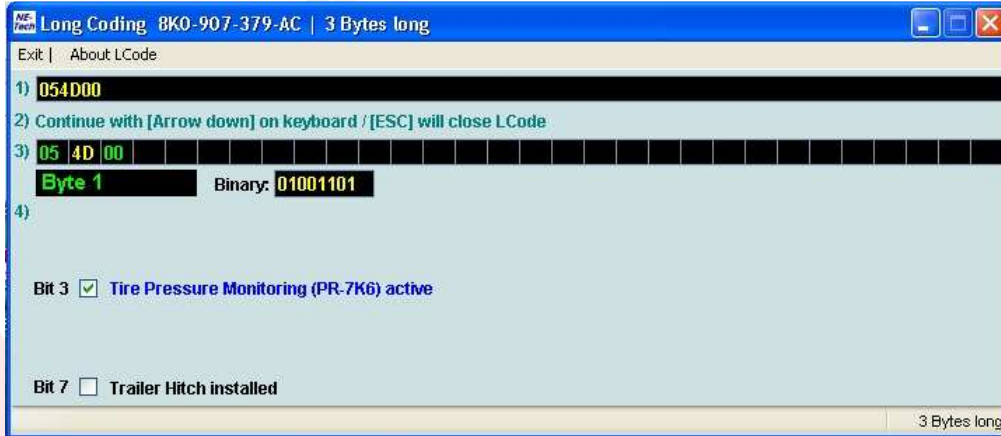 NE-Tech Long Coding 8K0-907-379-AC | 3 Bytes long
Exit | About LCode
1) 054D00
2) Continue with [Arrow down] on keyboard / [ESC] will close LCode
3) 05 4D 00
Byte 1 Binary: 01001101
4)
Bit 3 Tire Pressure Monitoring (PR-7K6) active
Bit 7 Trailer Hitch installed
3 Bytes long